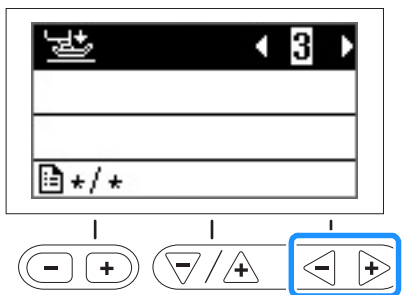 3
*/*
- +
- / +
- +